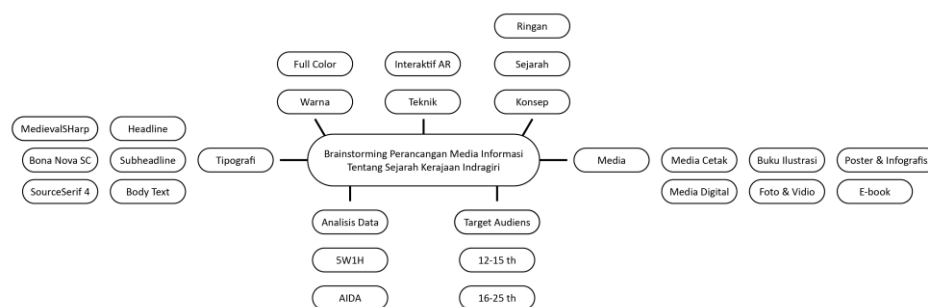 Ringan
Full Color
Interaktif AR
Sejarah
Warna
Teknik
Konsep
MedievalSHarp
Headline
Bona Nova SC
Subheadline
Tipografi
Brainstorming Perancangan Media Informasi
Tentang Sejarah Kerajaan Indragiri
Media
Media Cetak
Buku Ilustrasi
Poster & Infografis
SourceSerif 4
Body Text
Media Digital
Foto & Vidio
E-book
Analisis Data
Target Audiens
5W1H
12-15 th
AIDA
16-25 th